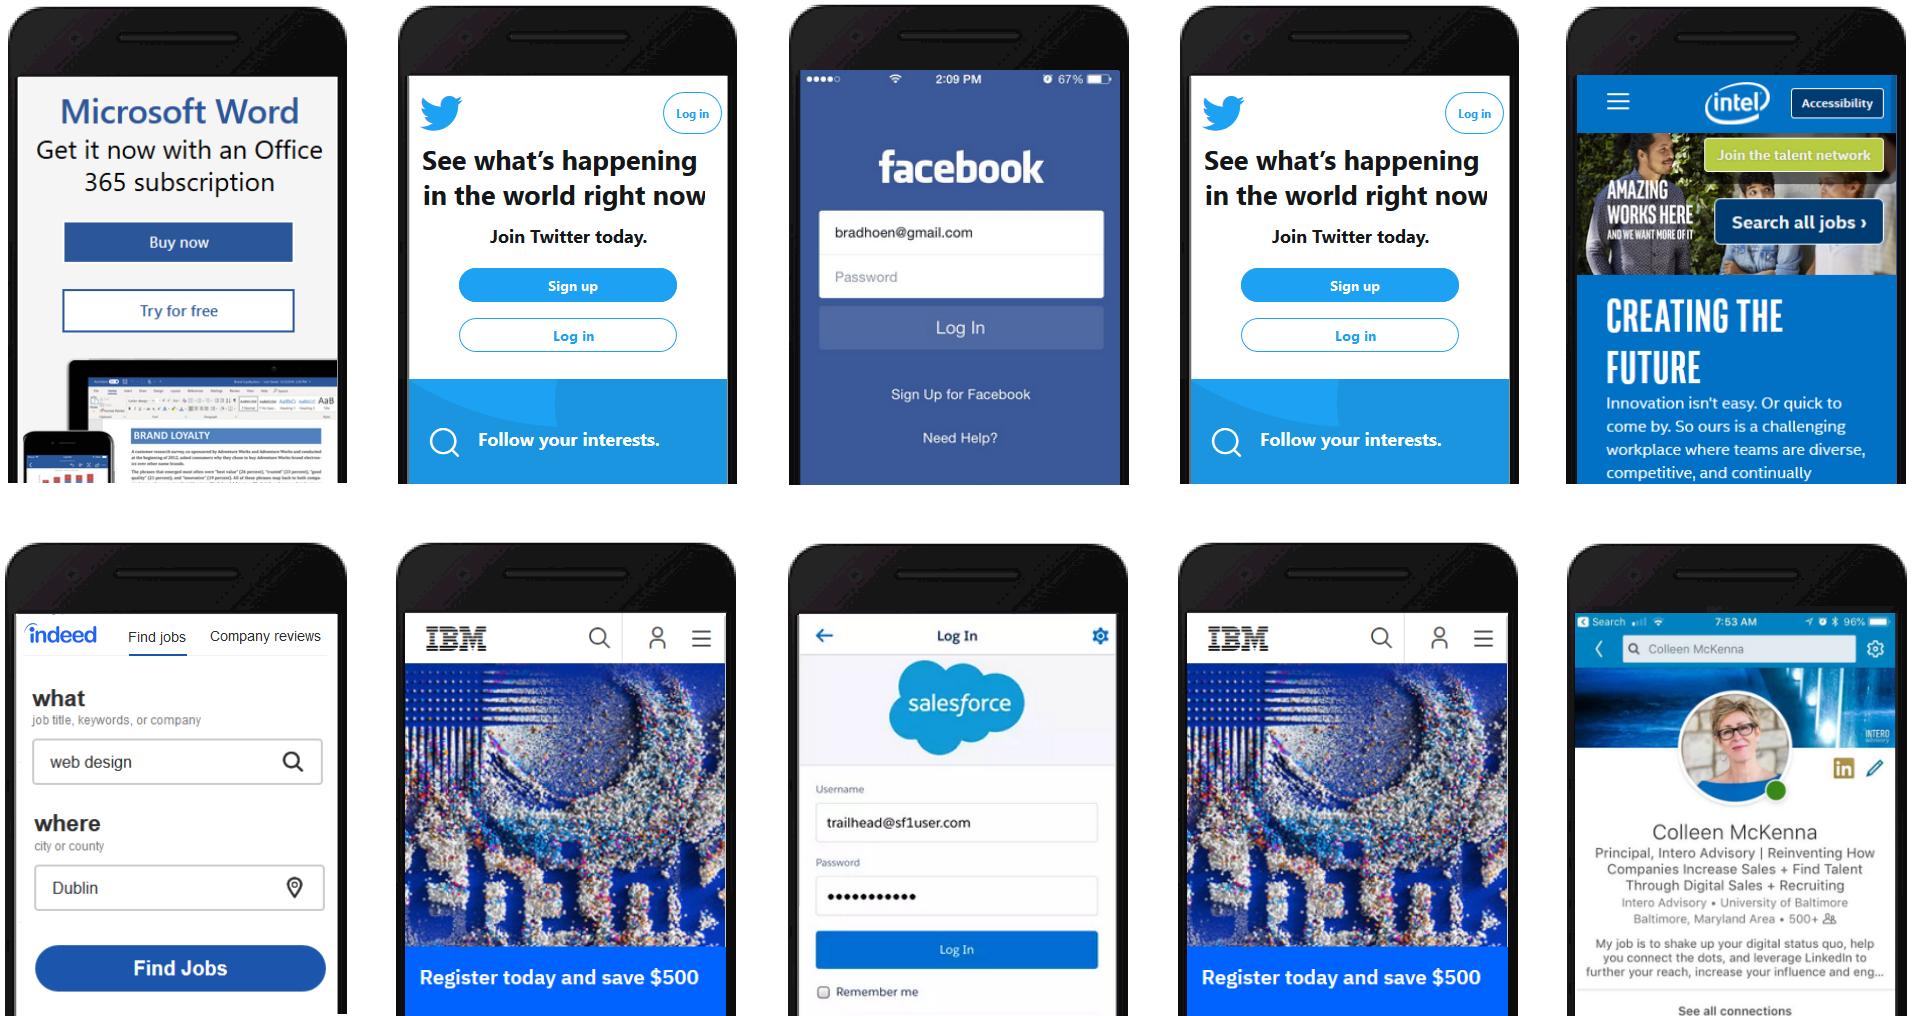 Microsoft Word
Get it now with an Office
365 subscription
Buy now
Try for free
BRAND LOYALTY
Log in
See what's happening
in the world right now
Join Twitter today.
Sign up
Log in
Follow your interests.
2:09 PM
67%
facebook
bradhoen@gmail.com
Password
Log In
Sign Up for Facebook
Need Help?
Log in
See what's happening
in the world right now
Join Twitter today.
Sign up
Log in
Follow your interests.
intel
Accessibility
Join the talent network
AMAZING
WORKS HERE
AND WE WANT MORE OF IT
Search all jobs ›
CREATING THE
FUTURE
Innovation isn't easy. Or quick to
come by. So ours is a challenging
workplace where teams are diverse,
competitive, and continually
indeed
Find jobs
Company reviews
what
job title, keywords, or company
web design
where
city or county
Dublin
Find Jobs
IBM
Register today and save $500
Log In
salesforce
Username
trailhead@sf1user.com
Password
Log In
Remember me
IBM
Register today and save $500
Search
7:53 AM
96%
Colleen McKenna
INTERO
in
Colleen McKenna
Principal, Intero Advisory | Reinventing How
Companies Increase Sales + Find Talent
Through Digital Sales + Recruiting
Intero Advisory • University of Baltimore
Baltimore, Maryland Area • 500+
My job is to shake up your digital status quo, help
you connect the dots, and leverage LinkedIn to
further your reach, increase your influence and eng...
See all connections